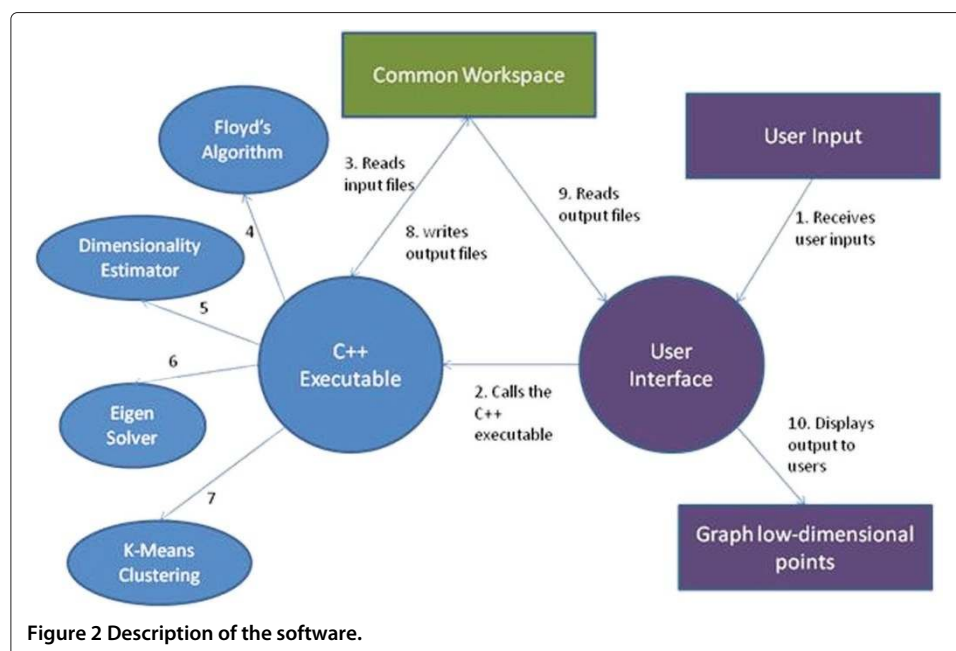 Common Workspace
Floyd's
Algorithm
User Input
3. Reads
input files
9. Reads
output files
1. Receives
user inputs
4
8. writes
output files
Dimensionality
Estimator
5
C++
Executable
User
Interface
6
2. Calls the
C++
executable
Eigen
Solver
10. Displays
output to
users
7
K-Means
Clustering
Graph low-dimensional
points
Figure 2 Description of the software.